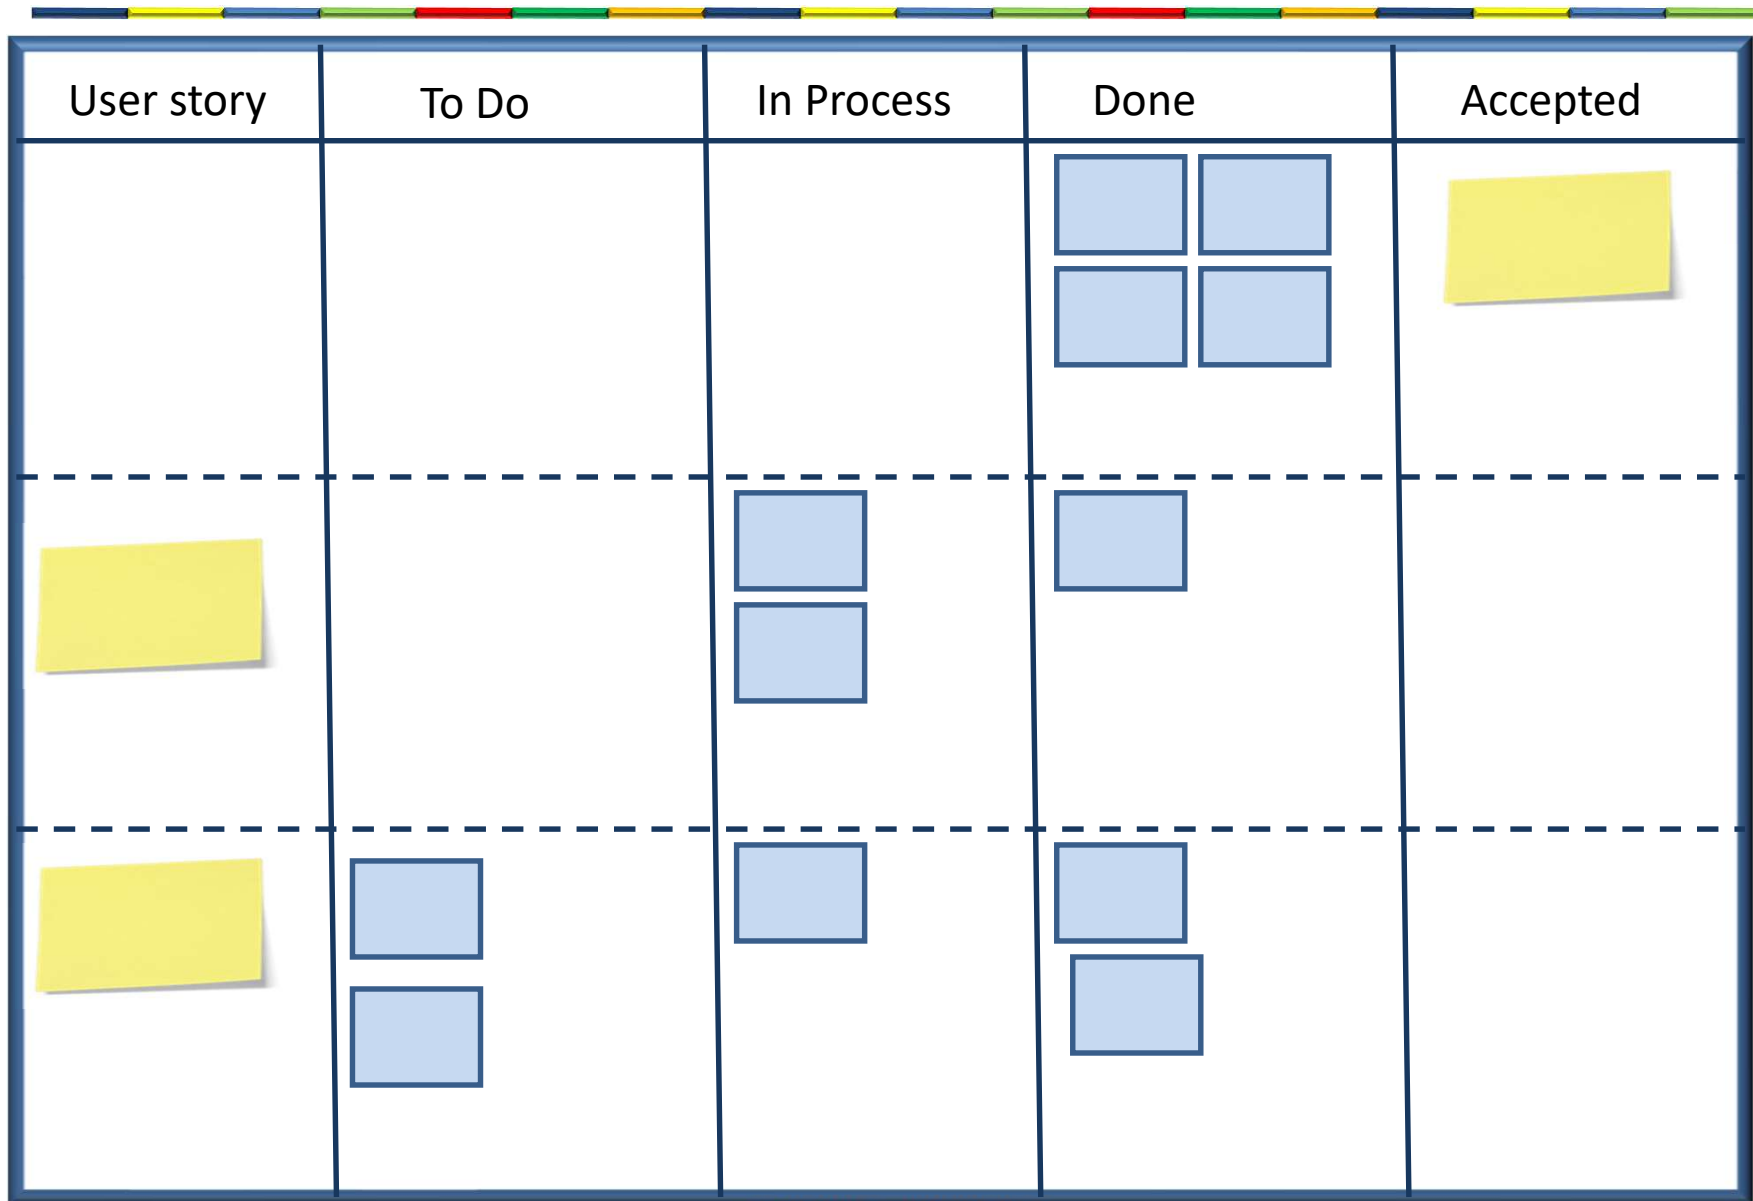 User story
To Do
In Process
Done
Accepted